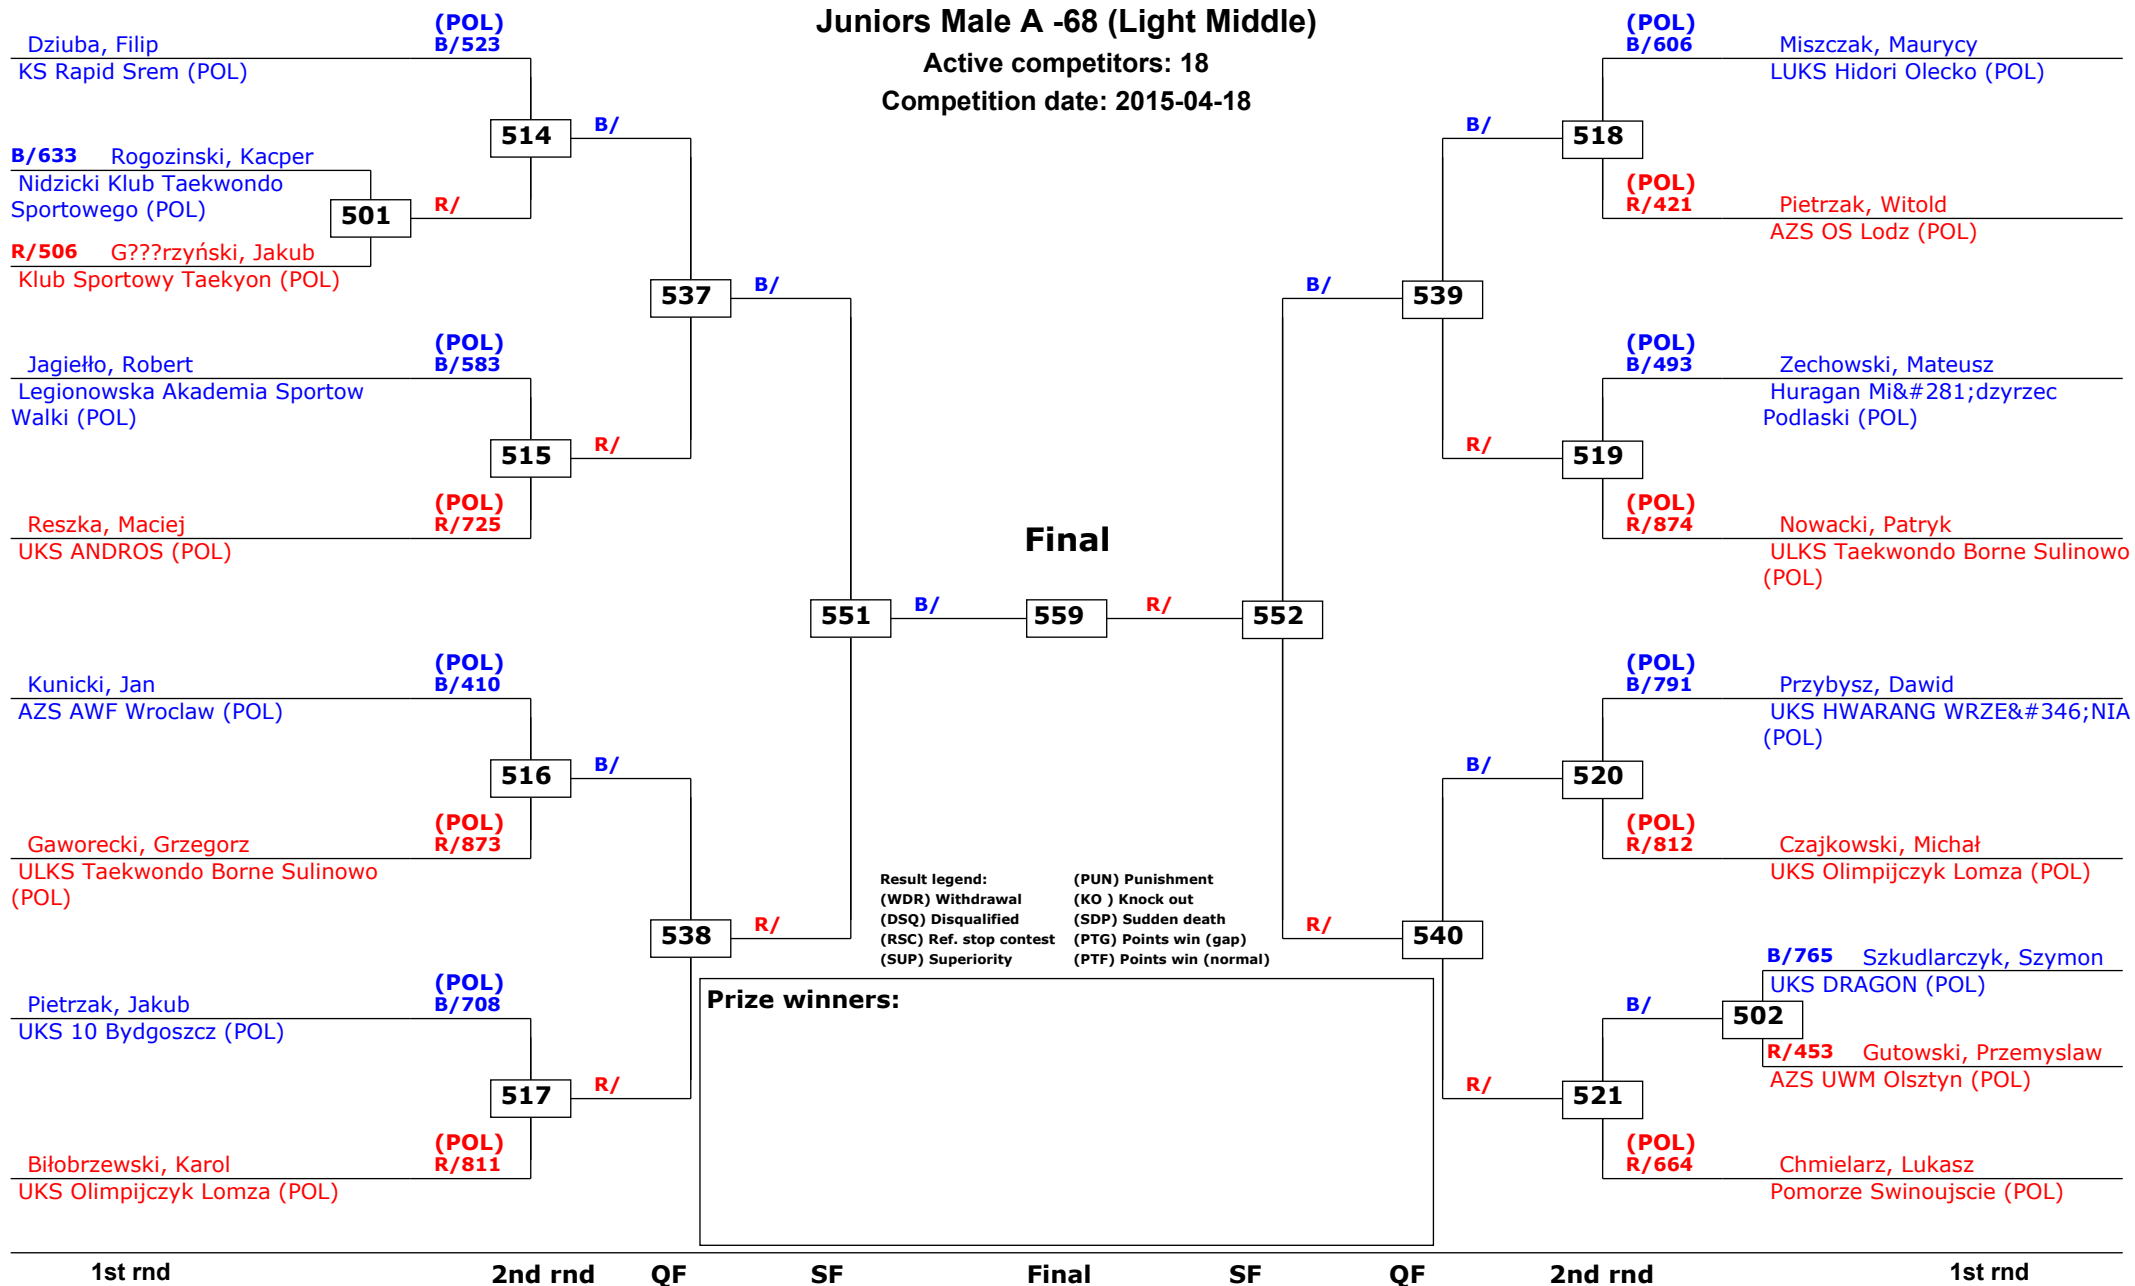 Juniors Male A -68 (Light Middle)
Active competitors: 18
Competition date: 2015-04-18
(POL)
Dziuba, Filip B/523
KS Rapid Srem (POL)
514
B/
B/633 Rogozinski, Kacper
Nidzicki Klub Taekwondo
Sportowego (POL)
501
R/
R/506 G???rzyński, Jakub
Klub Sportowy Taekyon (POL)
537
B/
(POL)
Jagiełło, Robert B/583
Legionowska Akademia Sportow
Walki (POL)
515
R/
(POL)
Reszka, Maciej R/725
UKS ANDROS (POL)
551
B/
(POL)
Kunicki, Jan B/410
AZS AWF Wroclaw (POL)
516
B/
(POL)
Gaworecki, Grzegorz R/873
ULKS Taekwondo Borne Sulinowo
(POL)
538
R/
(POL)
Pietrzak, Jakub B/708
UKS 10 Bydgoszcz (POL)
517
R/
(POL)
Biłobrzewski, Karol R/811
UKS Olimpijczyk Lomza (POL)
Final
559
R/
552
(POL)
B/606 Miszczak, Maurycy
LUKS Hidori Olecko (POL)
B/
518
(POL)
R/421 Pietrzak, Witold
AZS OS Lodz (POL)
B/
539
(POL)
B/493 Zechowski, Mateusz
Huragan Mi&#281;dzyrzec
Podlaski (POL)
R/
519
(POL)
R/874 Nowacki, Patryk
ULKS Taekwondo Borne Sulinowo
(POL)
(POL)
B/791 Przybysz, Dawid
UKS HWARANG WRZE&#346;NIA
(POL)
B/
520
(POL)
R/812 Czajkowski, Michał
UKS Olimpijczyk Lomza (POL)
R/
540
B/765 Szkudlarczyk, Szymon
UKS DRAGON (POL)
B/
502
R/453 Gutowski, Przemyslaw
AZS UWM Olsztyn (POL)
R/
521
(POL)
R/664 Chmielarz, Lukasz
Pomorze Swinoujscie (POL)
Result legend: (PUN) Punishment
(WDR) Withdrawal (KO ) Knock out
(DSQ) Disqualified (SDP) Sudden death
(RSC) Ref. stop contest (PTG) Points win (gap)
(SUP) Superiority (PTF) Points win (normal)
Prize winners:
1st rnd 2nd rnd QF SF Final SF QF 2nd rnd 1st rnd